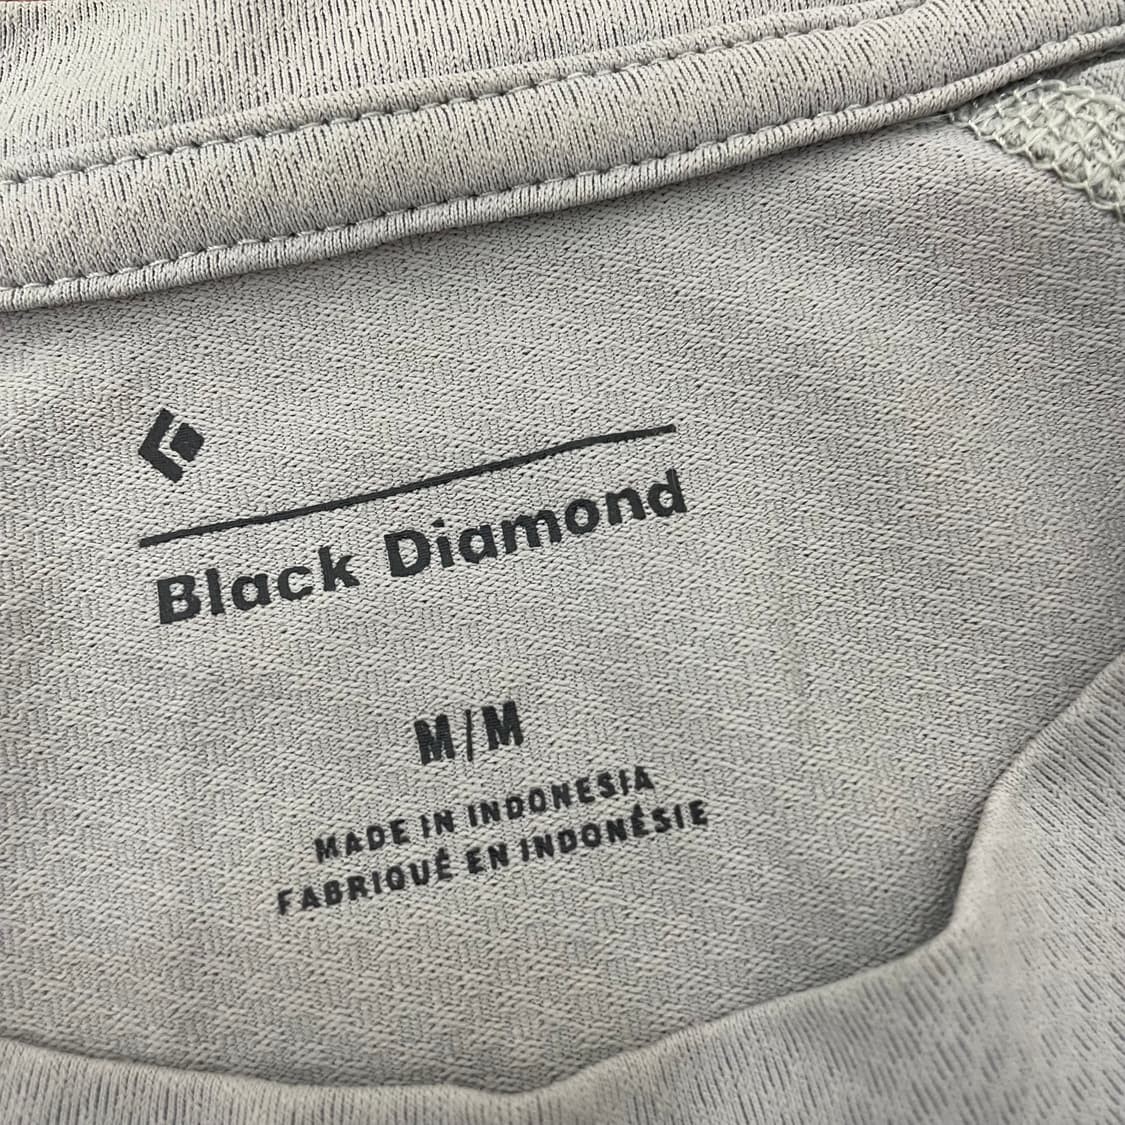 Black Diamond
M/M
MADE IN INDONESIA
FABRIQUÉ EN INDONÉSIE